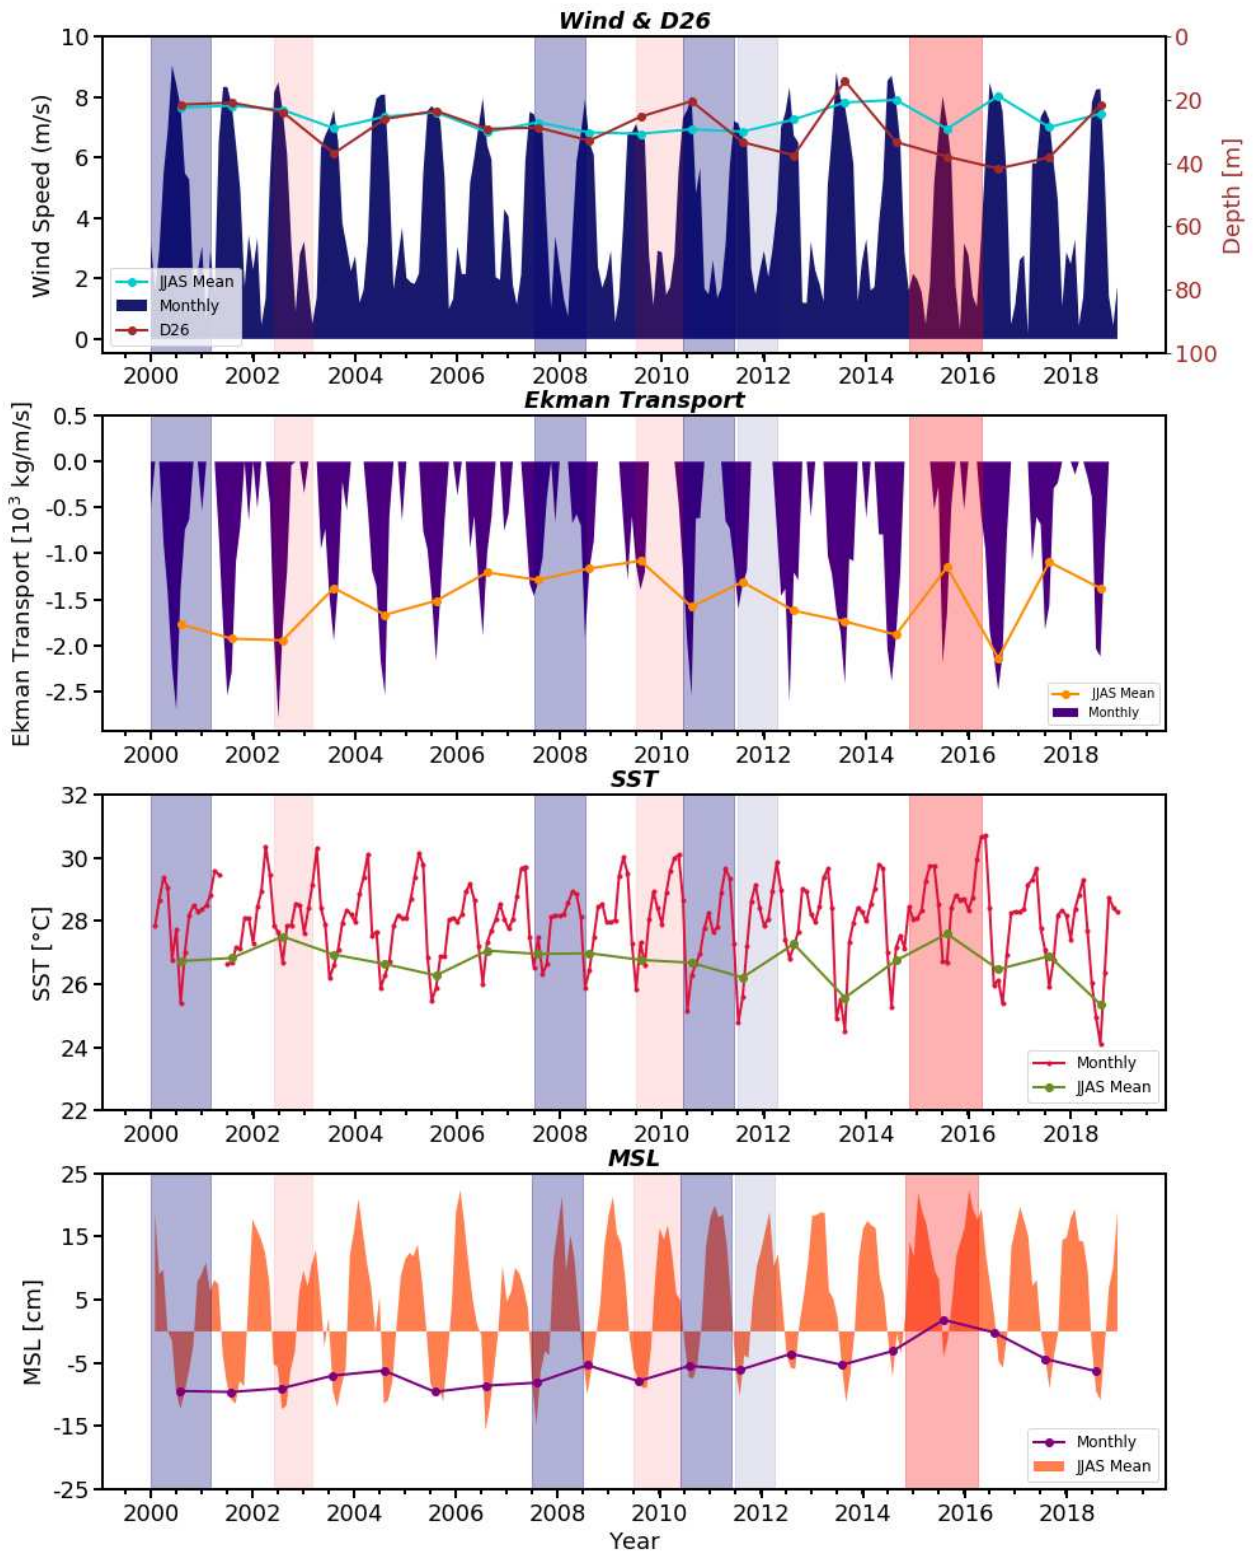 Wind & D26
10
8
6
4
2
0
Wind Speed (m/s)
0
20
40
60
80
100
Depth [m]
JJAS Mean
Monthly
D26
2000 2002 2004 2006 2008 2010 2012 2014 2016 2018
Ekman Transport
0.5
0.0
-0.5
-1.0
-1.5
-2.0
-2.5
Ekman Transport [10³ kg/m/s]
JJAS Mean
Monthly
2000 2002 2004 2006 2008 2010 2012 2014 2016 2018
SST
32
30
28
26
24
22
SST [°C]
Monthly
JJAS Mean
2000 2002 2004 2006 2008 2010 2012 2014 2016 2018
MSL
25
15
5
-5
-15
-25
MSL [cm]
Monthly
JJAS Mean
2000 2002 2004 2006 2008 2010 2012 2014 2016 2018
Year